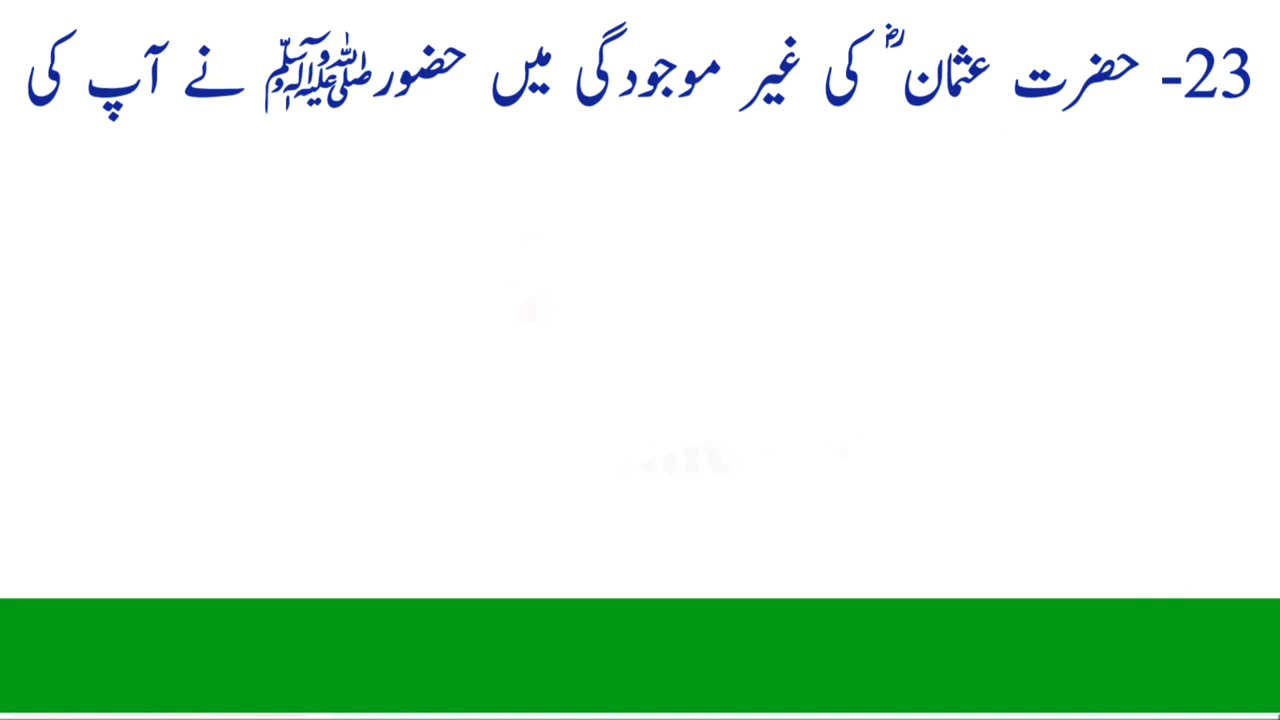 23- حضرت عثمانؓ کی غیر موجودگی میں حضورﷺ نے آپ کی